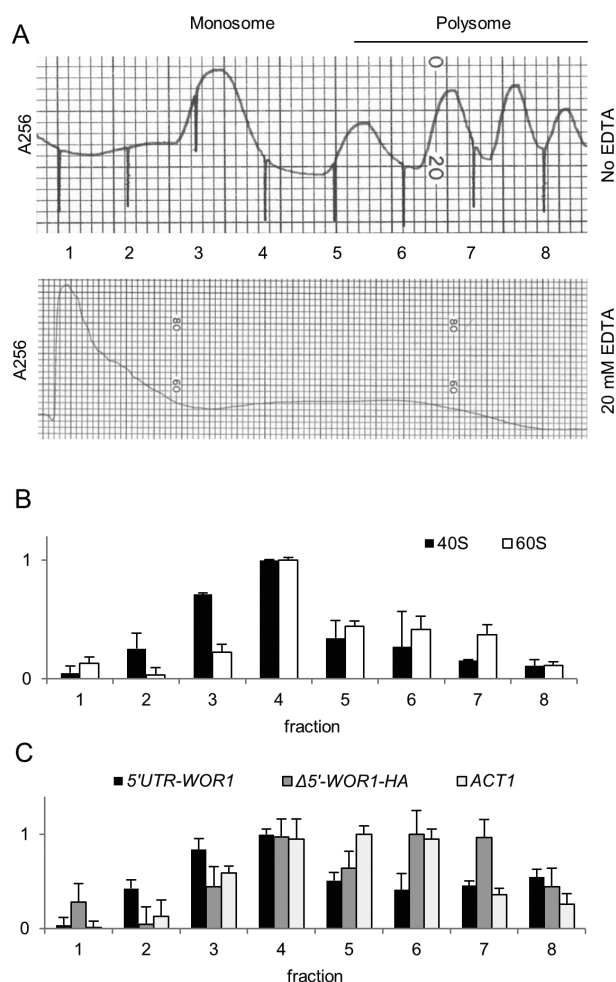 Monosome Polysome
A
A256
0
20
No EDTA
1 2 3 4 5 6 7 8
A256
80
60
80
60
20 mM EDTA
B
40S 60S
1
0
1 2 3 4 5 6 7 8
fraction
C
5'UTR-WOR1 Δ5'-WOR1-HA ACT1
1
0
1 2 3 4 5 6 7 8
fraction